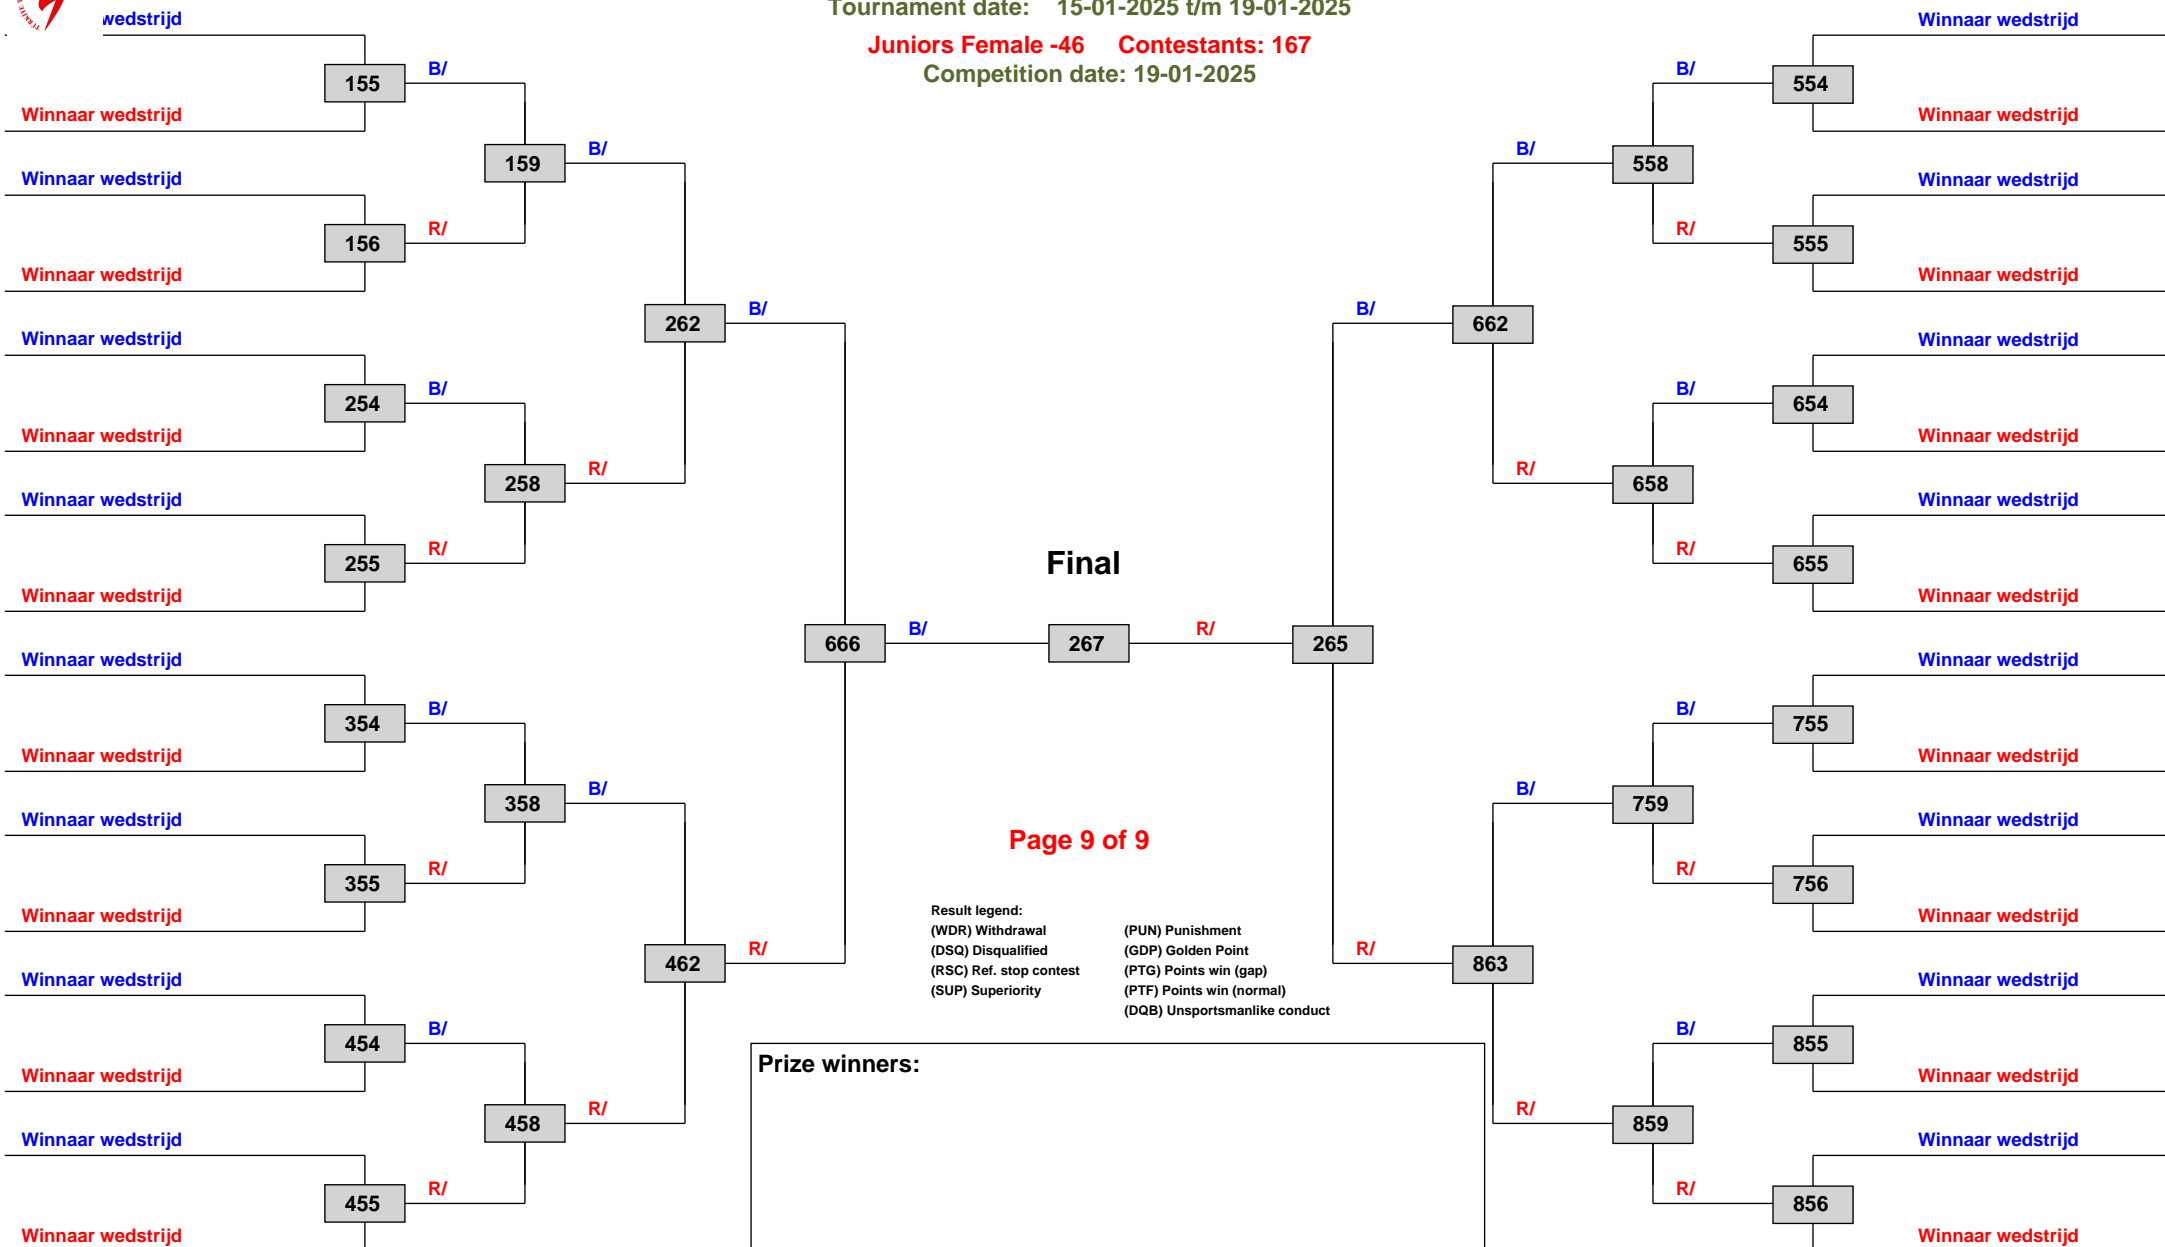 Tournament date: 15-01-2025 t/m 19-01-2025
Juniors Female -46 Contestants: 167
Competition date: 19-01-2025
wedstrijd
155
B/
Winnaar wedstrijd
159
B/
Winnaar wedstrijd
156
R/
Winnaar wedstrijd
262
B/
Winnaar wedstrijd
254
B/
Winnaar wedstrijd
258
R/
Winnaar wedstrijd
255
R/
Winnaar wedstrijd
666
B/
Winnaar wedstrijd
354
B/
Winnaar wedstrijd
358
B/
Winnaar wedstrijd
355
R/
Winnaar wedstrijd
462
R/
Winnaar wedstrijd
454
B/
Winnaar wedstrijd
458
R/
Winnaar wedstrijd
455
R/
Winnaar wedstrijd
Final
267
R/
265
Page 9 of 9
Result legend:
(WDR) Withdrawal (PUN) Punishment
(DSQ) Disqualified (GDP) Golden Point
(RSC) Ref. stop contest (PTG) Points win (gap)
(SUP) Superiority (PTF) Points win (normal)
(DQB) Unsportsmanlike conduct
Prize winners:
Winnaar wedstrijd
B/
554
Winnaar wedstrijd
B/
558
Winnaar wedstrijd
R/
555
Winnaar wedstrijd
B/
662
Winnaar wedstrijd
B/
654
Winnaar wedstrijd
R/
658
Winnaar wedstrijd
R/
655
Winnaar wedstrijd
Winnaar wedstrijd
B/
755
Winnaar wedstrijd
B/
759
Winnaar wedstrijd
R/
756
Winnaar wedstrijd
R/
863
Winnaar wedstrijd
B/
855
Winnaar wedstrijd
R/
859
Winnaar wedstrijd
R/
856
Winnaar wedstrijd